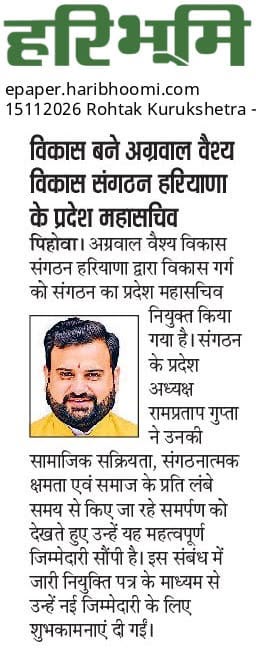 हरिभूमि
epaper.haribhoomi.com
15112026 Rohtak Kurukshetra -
विकास बने अग्रवाल वैश्य
विकास संगठन हरियाणा
के प्रदेश महासचिव
पिहोवा। अग्रवाल वैश्य विकास
संगठन हरियाणा द्वारा विकास गर्ग
को संगठन का प्रदेश महासचिव
नियुक्त किया
गया है। संगठन
के प्रदेश
अध्यक्ष
रामप्रताप गुप्ता
ने उनकी
सामाजिक सक्रियता, संगठनात्मक
क्षमता एवं समाज के प्रति लंबे
समय से किए जा रहे समर्पण को
देखते हुए उन्हें यह महत्वपूर्ण
जिम्मेदारी सौंपी है। इस संबंध में
जारी नियुक्ति पत्र के माध्यम से
उन्हें नई जिम्मेदारी के लिए
शुभकामनाएं दी गईं।